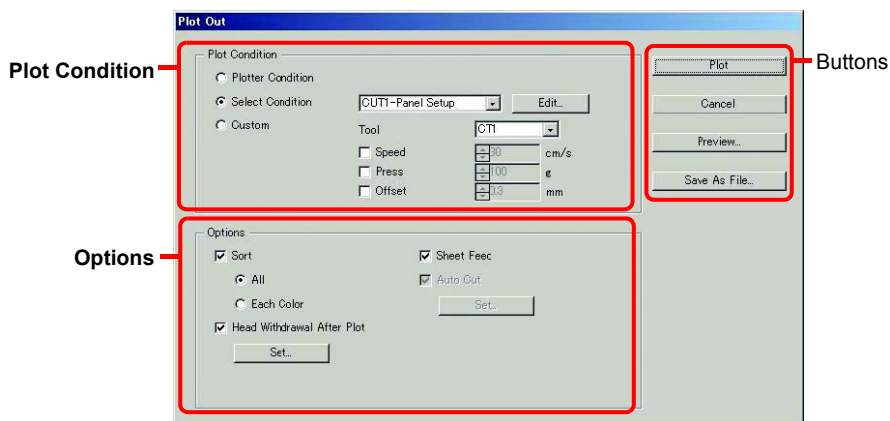 Plot Out
Plot Condition
Plot Condition
Plotter Condition
Select Condition
CUT1-Panel Setup
Edit...
Custom
Tool
CT1
Speed
30
cm/s
Press
100
g
Offset
0.3
mm
Plot
Cancel
Preview...
Save As File...
Buttons
Options
Options
Sort
All
Each Color
Head Withdrawal After Plot
Set...
Sheet Feec
Auto Cut
Set...